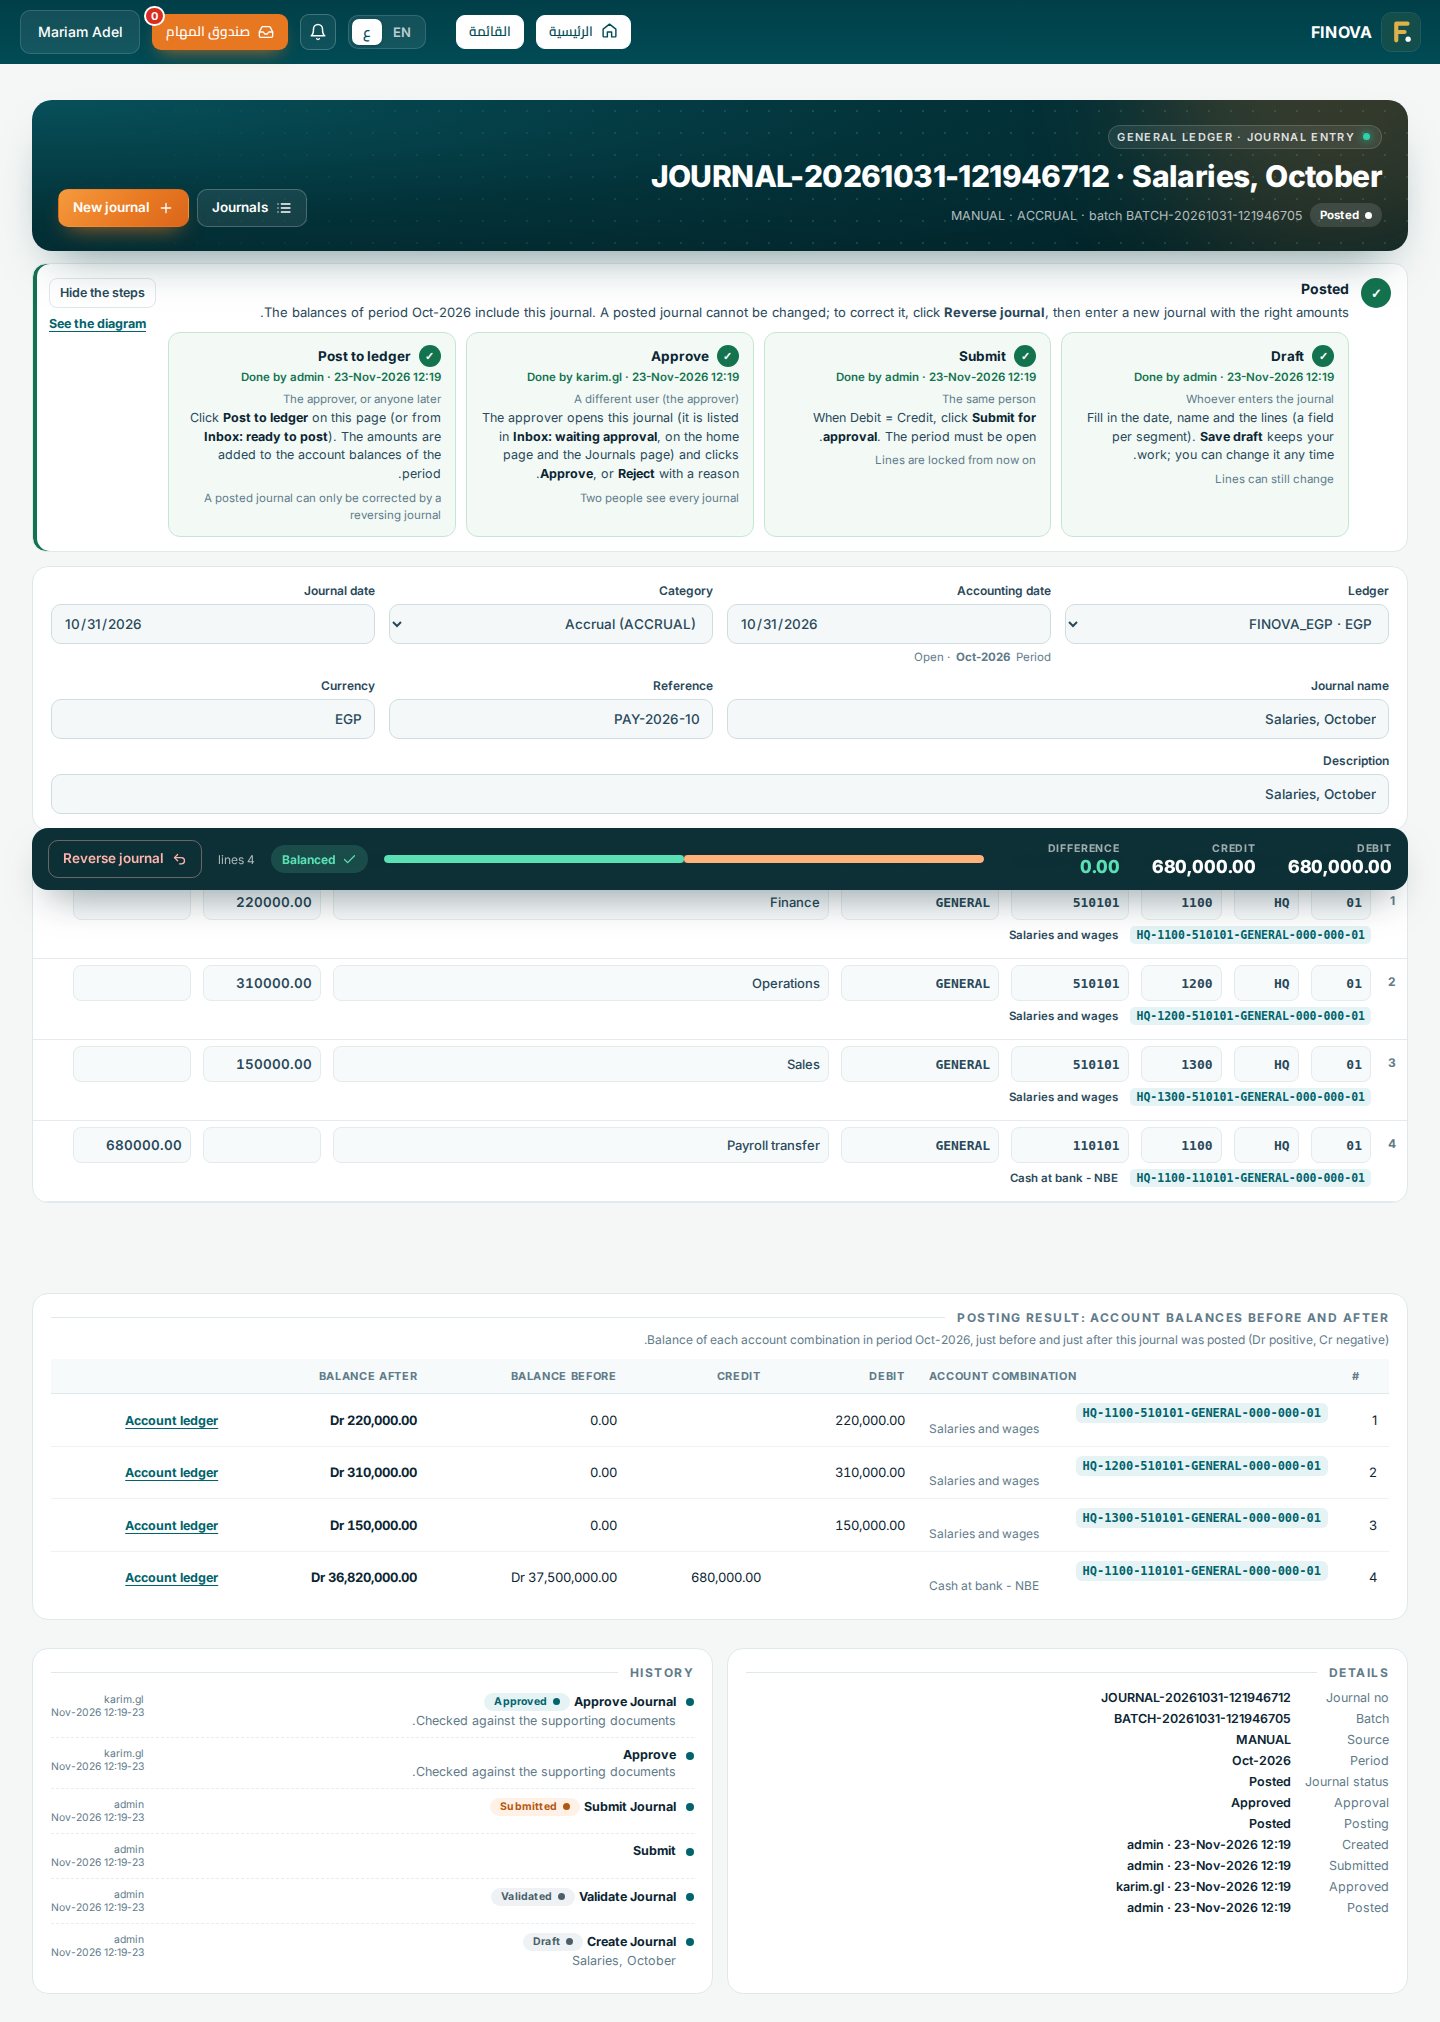 FINOVA
الرئيسية
القائمة
EN
ع
صندوق المهام
0
Mariam Adel
GENERAL LEDGER · JOURNAL ENTRY
JOURNAL-20261031-121946712 · Salaries, October
Posted
MANUAL · ACCRUAL · batch BATCH-20261031-121946705
Journals
New journal
Posted
The balances of period Oct-2026 include this journal. A posted journal cannot be changed; to correct it, click Reverse journal, then enter a new journal with the right amounts.
Hide the steps
See the diagram
Draft
Done by admin · 23-Nov-2026 12:19
Whoever enters the journal
Fill in the date, name and the lines (a field
per segment). Save draft keeps your
work; you can change it any time.
Lines can still change
Submit
Done by admin · 23-Nov-2026 12:19
The same person
When Debit = Credit, click Submit for
approval. The period must be open.
Lines are locked from now on
Approve
Done by karim.gl · 23-Nov-2026 12:19
A different user (the approver)
The approver opens this journal (it is listed
in Inbox: waiting approval, on the home
page and the Journals page) and clicks
Approve, or Reject with a reason.
Two people see every journal
Post to ledger
Done by admin · 23-Nov-2026 12:19
The approver, or anyone later
Click Post to ledger on this page (or from
Inbox: ready to post). The amounts are
added to the account balances of the
period.
A posted journal can only be corrected by a
reversing journal
Ledger
FINOVA_EGP · EGP
Accounting date
10/31/2026
Period Oct-2026 · Open
Category
Accrual (ACCRUAL)
Journal date
10/31/2026
Journal name
Salaries, October
Reference
PAY-2026-10
Currency
EGP
Description
Salaries, October
DEBIT
680,000.00
CREDIT
680,000.00
DIFFERENCE
0.00
Balanced
4 lines
Reverse journal
1 01 HQ 1100 510101 GENERAL Finance 220000.00
HQ-1100-510101-GENERAL-000-000-01 Salaries and wages
2 01 HQ 1200 510101 GENERAL Operations 310000.00
HQ-1200-510101-GENERAL-000-000-01 Salaries and wages
3 01 HQ 1300 510101 GENERAL Sales 150000.00
HQ-1300-510101-GENERAL-000-000-01 Salaries and wages
4 01 HQ 1100 110101 GENERAL Payroll transfer 680000.00
HQ-1100-110101-GENERAL-000-000-01 Cash at bank - NBE
POSTING RESULT: ACCOUNT BALANCES BEFORE AND AFTER
Balance of each account combination in period Oct-2026, just before and just after this journal was posted (Dr positive, Cr negative).
# ACCOUNT COMBINATION DEBIT CREDIT BALANCE BEFORE BALANCE AFTER
1 HQ-1100-510101-GENERAL-000-000-01 Salaries and wages 220,000.00 0.00 Dr 220,000.00 Account ledger
2 HQ-1200-510101-GENERAL-000-000-01 Salaries and wages 310,000.00 0.00 Dr 310,000.00 Account ledger
3 HQ-1300-510101-GENERAL-000-000-01 Salaries and wages 150,000.00 0.00 Dr 150,000.00 Account ledger
4 HQ-1100-110101-GENERAL-000-000-01 Cash at bank - NBE 680,000.00 Dr 37,500,000.00 Dr 36,820,000.00 Account ledger
DETAILS
Journal no JOURNAL-20261031-121946712
Batch BATCH-20261031-121946705
Source MANUAL
Period Oct-2026
Journal status Posted
Approval Approved
Posting Posted
Created admin · 23-Nov-2026 12:19
Submitted admin · 23-Nov-2026 12:19
Approved karim.gl · 23-Nov-2026 12:19
Posted admin · 23-Nov-2026 12:19
HISTORY
Approve Journal Approved
Checked against the supporting documents.
karim.gl
23-Nov-2026 12:19
Approve
Checked against the supporting documents.
karim.gl
23-Nov-2026 12:19
Submit Journal Submitted
admin
23-Nov-2026 12:19
Submit
admin
23-Nov-2026 12:19
Validate Journal Validated
admin
23-Nov-2026 12:19
Create Journal Draft
Salaries, October
admin
23-Nov-2026 12:19